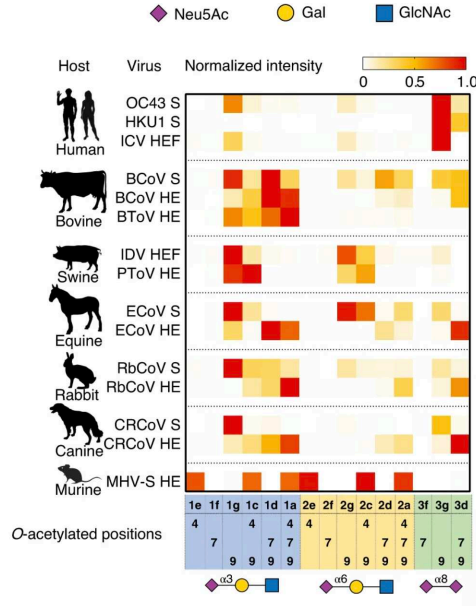 Neu5Ac Gal GlcNAc
Host Virus Normalized intensity
0 0.5 1.0
OC43 S
HKU1 S
ICV HEF
Human
BCoV S
BCoV HE
BToV HE
Bovine
IDV HEF
PToV HE
Swine
ECoV S
ECoV HE
Equine
RbCoV S
RbCoV HE
Rabbit
CRCoV S
CRCoV HE
Canine
MHV-S HE
Murine
1e 1f 1g 1c 1d 1a 2e 2f 2g 2c 2d 2a 3f 3g 3d
4 4 4 4 4 4
O-acetylated positions 7 7 7 7 7 7 7 7
9 9 9 9 9 9 9 9 9 9
α3 α6 α8